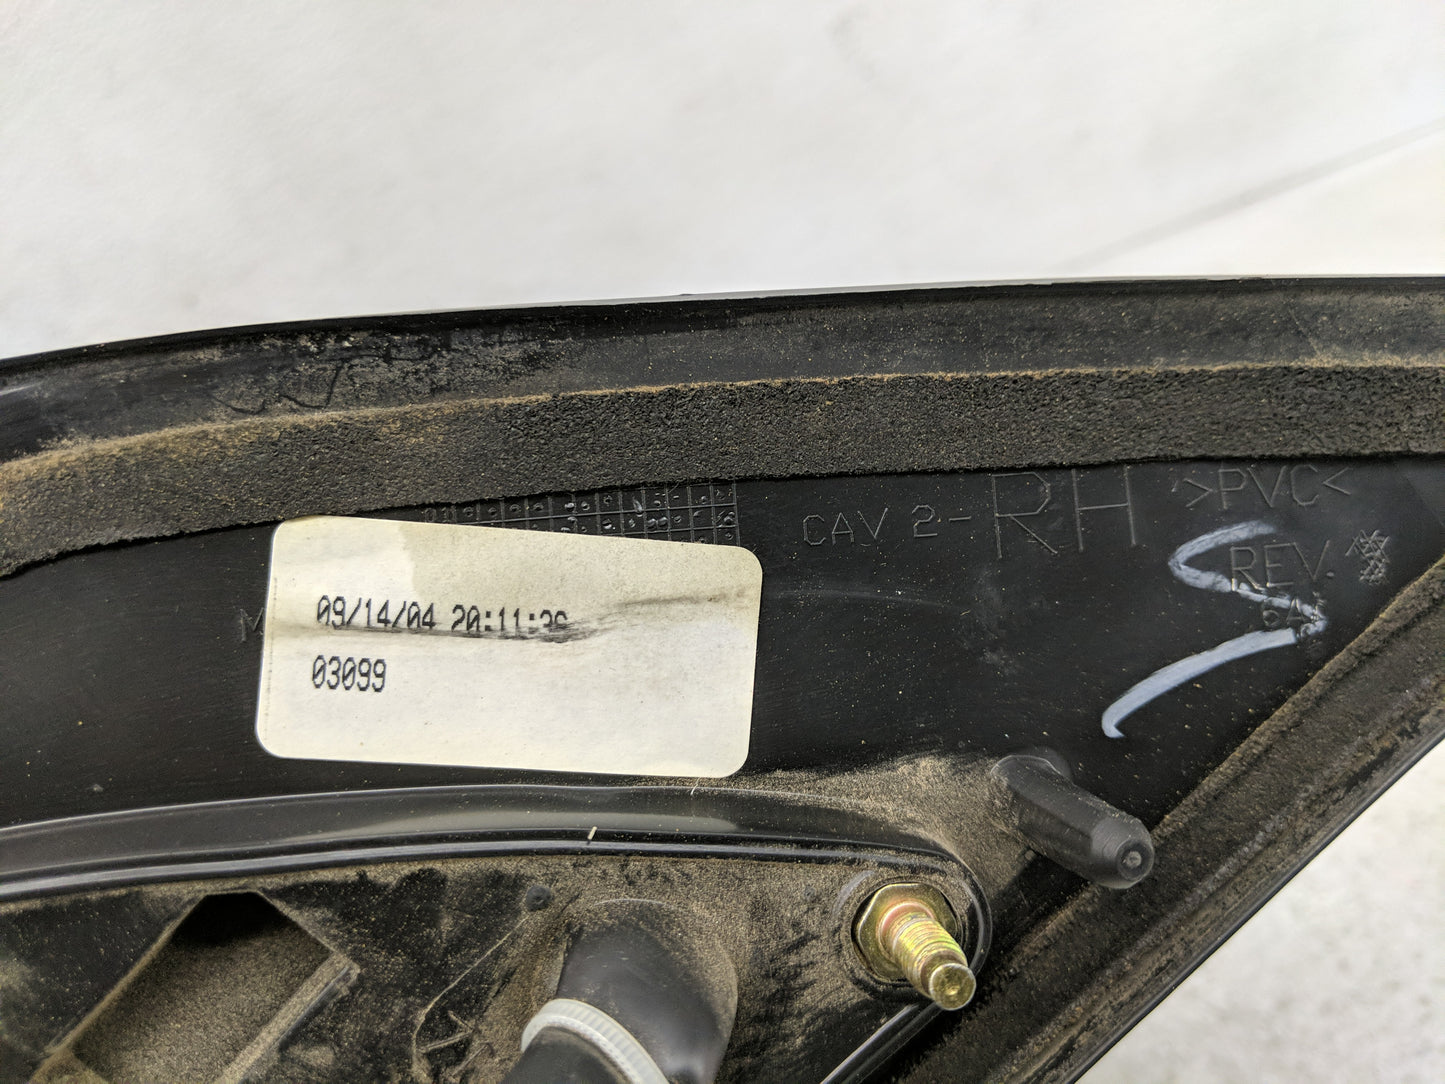 CAV 2-RH >PVC<
REV.
09/14/04 20:11:36
03099